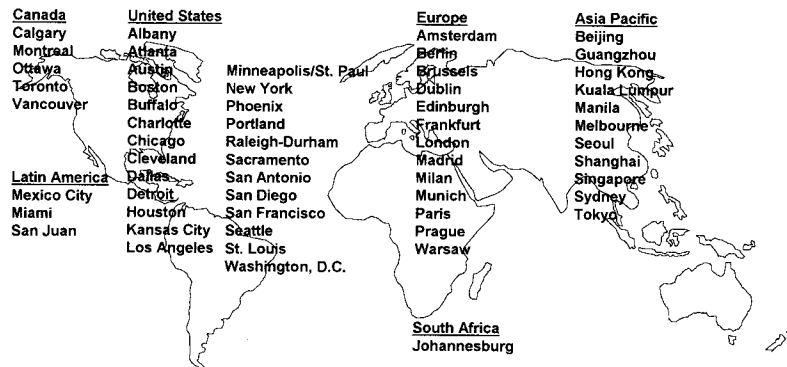 Canada
Calgary
Montreal
Ottawa
Toronto
Vancouver
Latin America
Mexico City
Miami
San Juan
United States
Albany
Atlanta
Austin
Boston
Buffalo
Charlotte
Chicago
Cleveland
Dallas
Detroit
Houston
Kansas City
Los Angeles
Minneapolis/St. Paul
New York
Phoenix
Portland
Raleigh-Durham
Sacramento
San Antonio
San Diego
San Francisco
Seattle
St. Louis
Washington, D.C.
Europe
Amsterdam
Berlin
Brussels
Dublin
Edinburgh
Frankfurt
London
Madrid
Milan
Munich
Paris
Prague
Warsaw
South Africa
Johannesburg
Asia Pacific
Beijing
Guangzhou
Hong Kong
Kuala Lumpur
Manila
Melbourne
Seoul
Shanghai
Singapore
Sydney
Tokyo